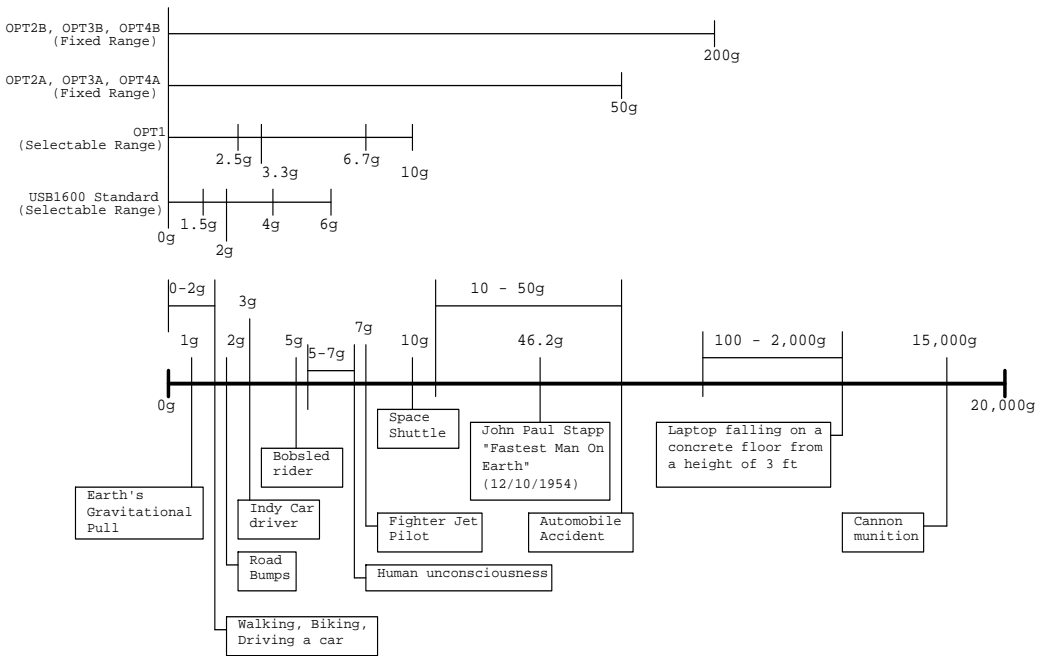 OPT2B, OPT3B, OPT4B
(Fixed Range)
200g
OPT2A, OPT3A, OPT4A
(Fixed Range)
50g
OPT1
(Selectable Range)
2.5g
3.3g
6.7g
10g
USB1600 Standard
(Selectable Range)
0g
1.5g
2g
4g
6g
0-2g
3g
10 - 50g
1g
2g
5g
5-7g
7g
10g
46.2g
100 - 2,000g
15,000g
0g
20,000g
Space
Shuttle
John Paul Stapp
"Fastest Man On
Earth"
(12/10/1954)
Laptop falling on a
concrete floor from
a height of 3 ft
Bobsled
rider
Earth's
Gravitational
Pull
Indy Car
driver
Fighter Jet
Pilot
Automobile
Accident
Cannon
munition
Road
Bumps
Human unconsciousness
Walking, Biking,
Driving a car